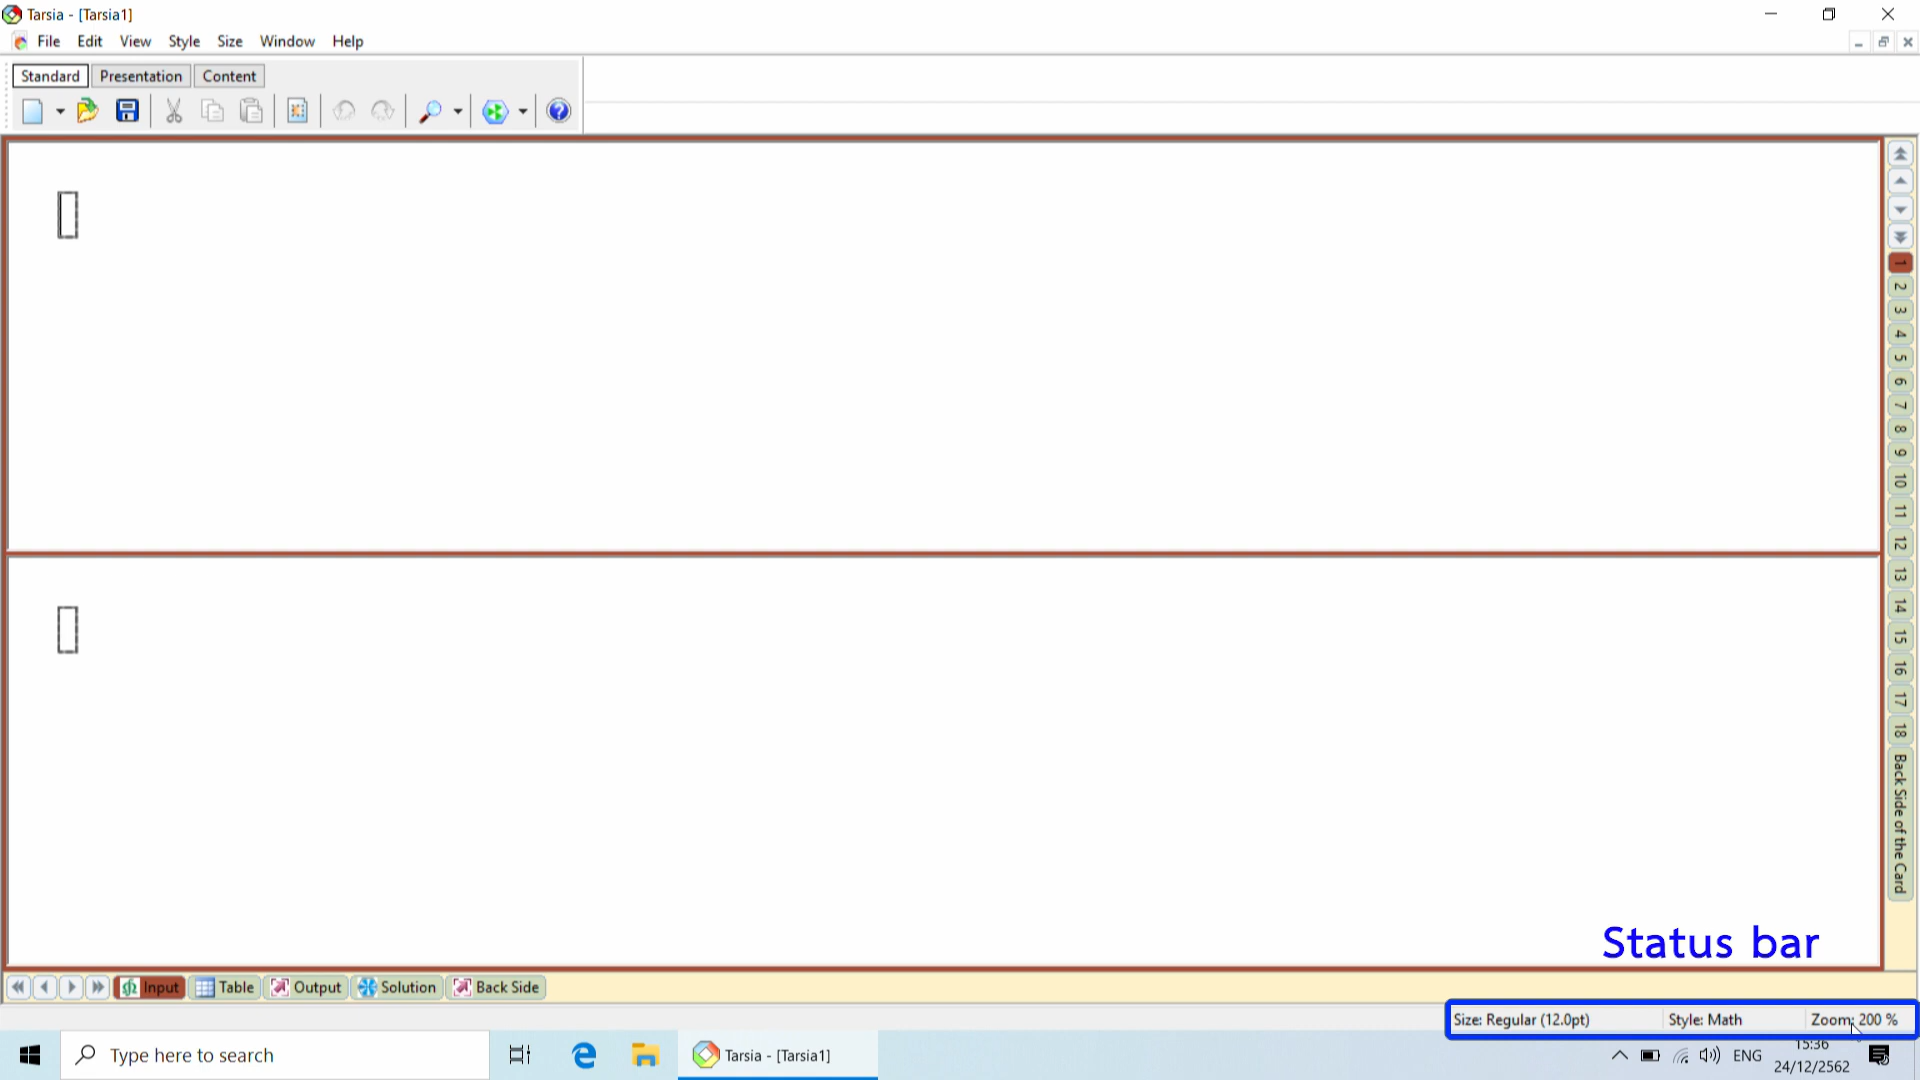 Tarsia - [Tarsia1]
File Edit View Style Size Window Help
Standard Presentation Content
1
2
3
4
5
6
7
8
9
10
11
12
13
14
15
16
17
18
Back Side of the Card
Status bar
Input Table Output Solution Back Side
Size: Regular (12.0pt) Style: Math Zoom: 200 %
Type here to search
Tarsia - [Tarsia1]
ENG
15:36
24/12/2562